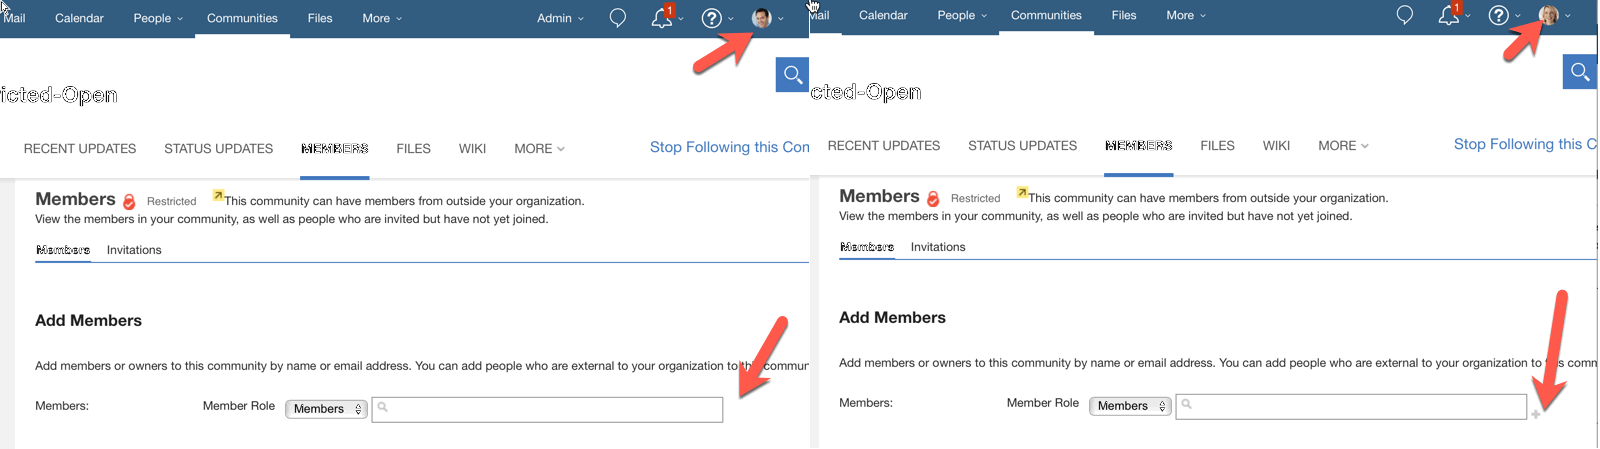 Mail Calendar People Communities Files More Admin 1 ?
icted-Open
RECENT UPDATES STATUS UPDATES MEMBERS FILES WIKI MORE Stop Following this Con
Members Restricted This community can have members from outside your organization.
View the members in your community, as well as people who are invited but have not yet joined.
Members Invitations
Add Members
Add members or owners to this community by name or email address. You can add people who are external to your organization to this commun
Members: Member Role Members
Mail Calendar People Communities Files More 1 ?
cted-Open
RECENT UPDATES STATUS UPDATES MEMBERS FILES WIKI MORE Stop Following this C
Members Restricted This community can have members from outside your organization.
View the members in your community, as well as people who are invited but have not yet joined.
Members Invitations
Add Members
Add members or owners to this community by name or email address. You can add people who are external to your organization to this comm
Members: Member Role Members +